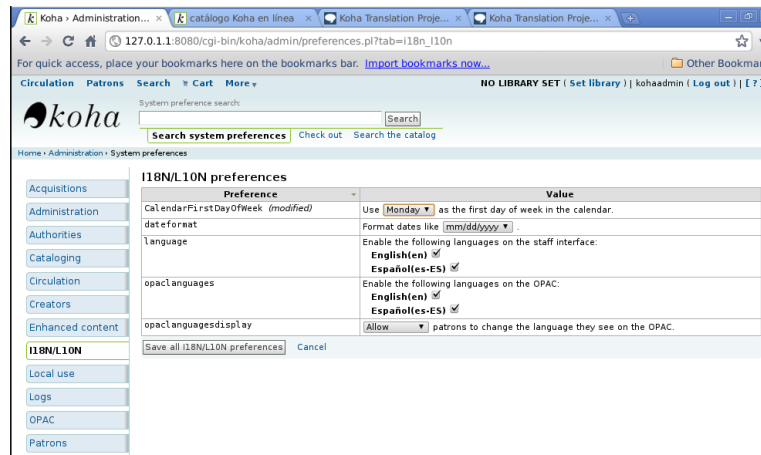 Koha › Administration... ×
catálogo Koha en línea ×
Koha Translation Proje... ×
Koha Translation Proje... ×
127.0.1.1:8080/cgi-bin/koha/admin/preferences.pl?tab=i18n_l10n
For quick access, place your bookmarks here on the bookmarks bar. Import bookmarks now...
Other Bookmar
Circulation Patrons Search Cart More
NO LIBRARY SET ( Set library ) | kohaadmin ( Log out ) | [ ? ]
koha
System preference search:
Search
Search system preferences Check out Search the catalog
Home › Administration › System preferences
Acquisitions
Administration
Authorities
Cataloging
Circulation
Creators
Enhanced content
I18N/L10N
Local use
Logs
OPAC
Patrons
I18N/L10N preferences
Preference Value
CalendarFirstDayOfWeek (modified) Use Monday as the first day of week in the calendar.
dateformat Format dates like mm/dd/yyyy .
language Enable the following languages on the staff interface:
English(en)
Español(es-ES)
opaclanguages Enable the following languages on the OPAC:
English(en)
Español(es-ES)
opaclanguagesdisplay Allow patrons to change the language they see on the OPAC.
Save all I18N/L10N preferences Cancel